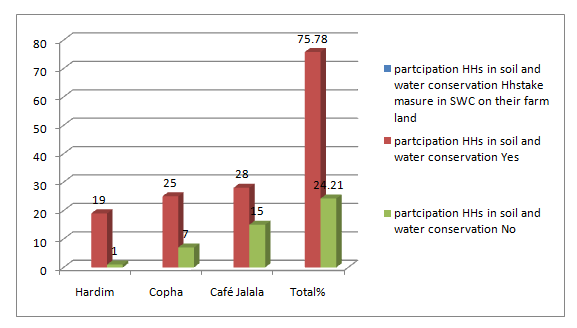 80
70
60
50
40
30
20
10
0
19
1
25
7
28
15
75.78
24.21
Hardim
Copha
Café Jalala
Total%
partcipation HHs in soil and
water conservation Hhstake
masure in SWC on their farm
land
partcipation HHs in soil and
water conservation Yes
partcipation HHs in soil and
water conservation No